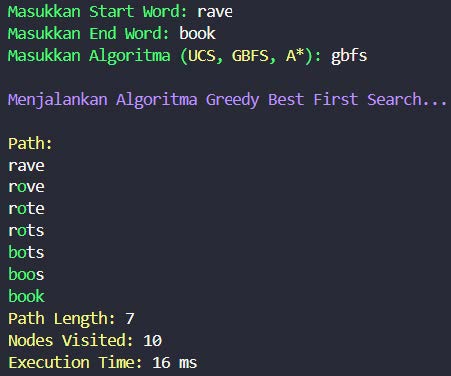 Masukkan Start Word: rave
Masukkan End Word: book
Masukkan Algoritma (UCS, GBFS, A*): gbfs
Menjalankan Algoritma Greedy Best First Search...
Path:
rave
rove
rote
rots
bots
boos
book
Path Length: 7
Nodes Visited: 10
Execution Time: 16 ms